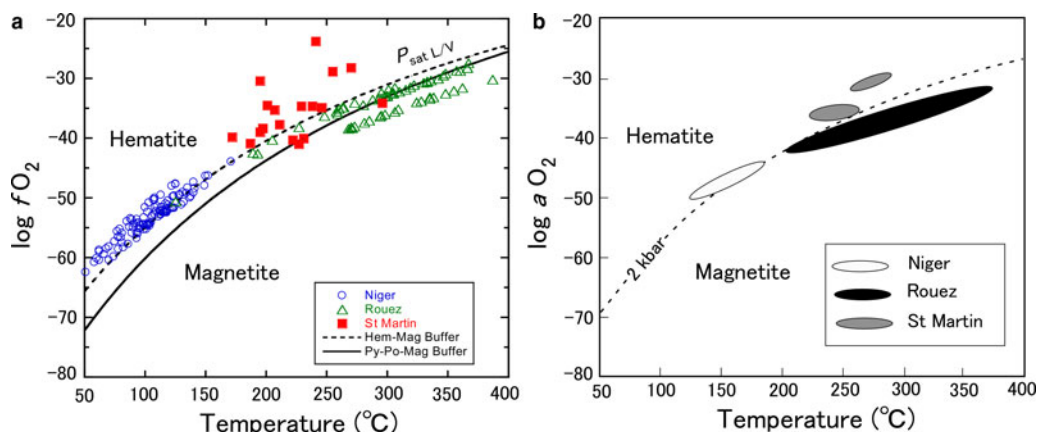 a
-20
-30
-40
-50
-60
-70
-80
log f O2
50 100 150 200 250 300 350 400
Temperature (°C)
Hematite
Magnetite
Psat L/V
Niger
Rouez
St Martin
Hem-Mag Buffer
Py-Po-Mag Buffer
b
-20
-30
-40
-50
-60
-70
-80
log a O2
50 100 150 200 250 300 350 400
Temperature (°C)
Hematite
Magnetite
2 kbar
Niger
Rouez
St Martin